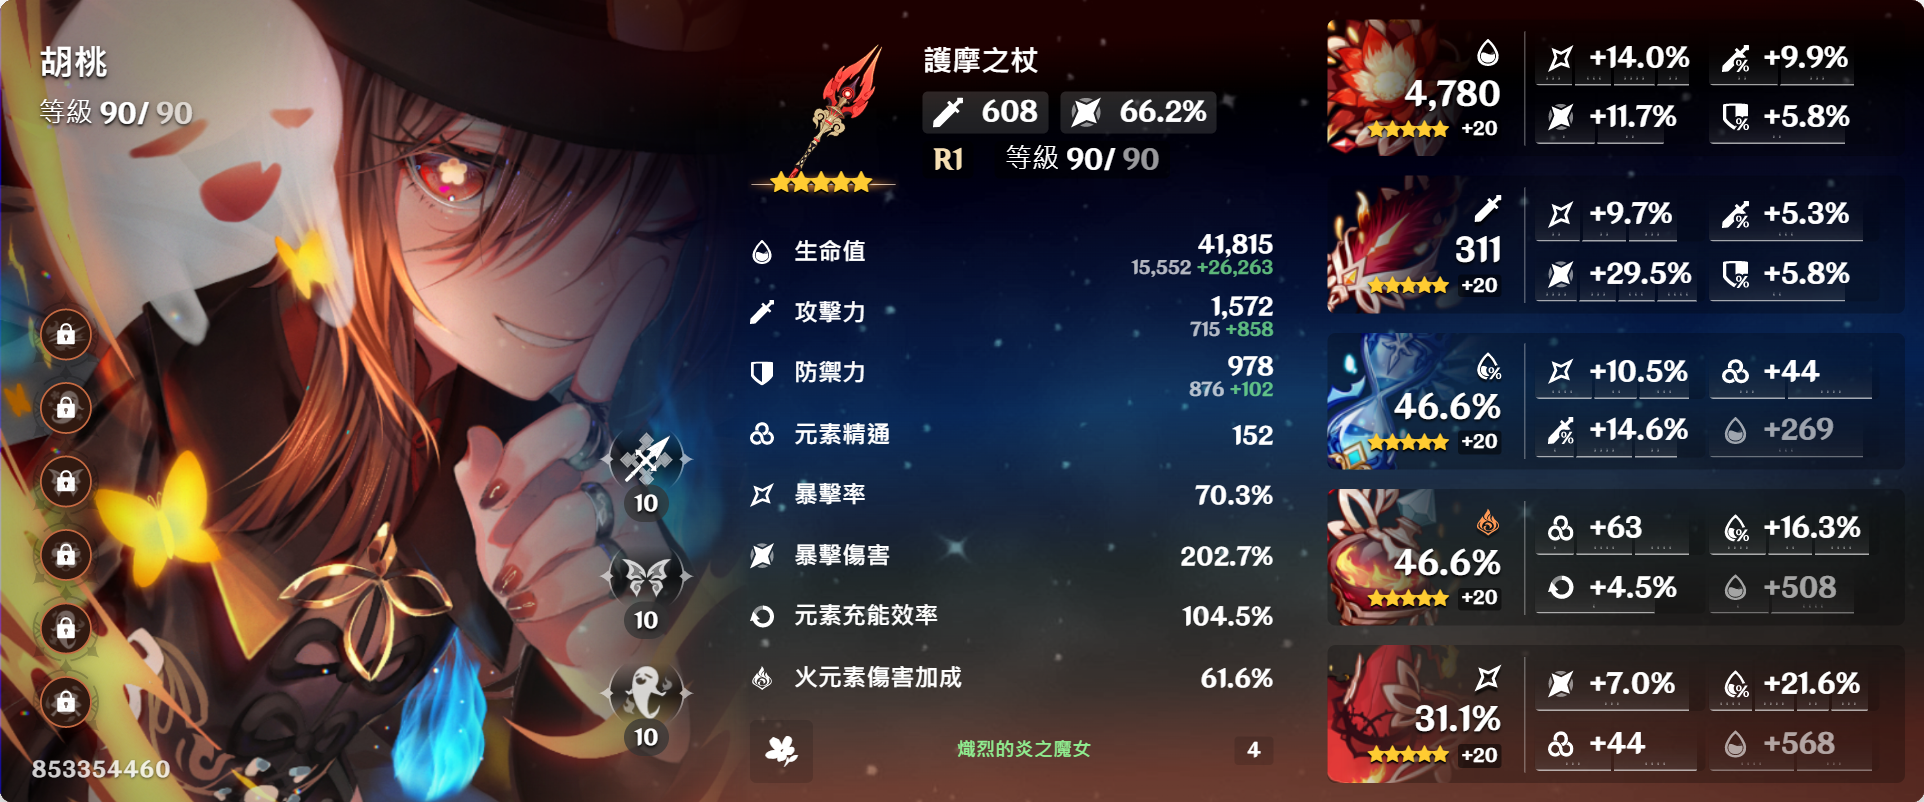 胡桃
等級 90/ 90
853354460
10
10
10
護摩之杖
608 66.2%
R1 等級 90/ 90
生命值 41,815
15,552 +26,263
攻擊力 1,572
715 +858
防禦力 978
876 +102
元素精通 152
暴擊率 70.3%
暴擊傷害 202.7%
元素充能效率 104.5%
火元素傷害加成 61.6%
熾烈的炎之魔女 4
4,780
+20
+14.0% +9.9%
+11.7% +5.8%
311
+20
+9.7% +5.3%
+29.5% +5.8%
46.6%
+20
+10.5% +44
+14.6% +269
46.6%
+20
+63 +16.3%
+4.5% +508
31.1%
+20
+7.0% +21.6%
+44 +568